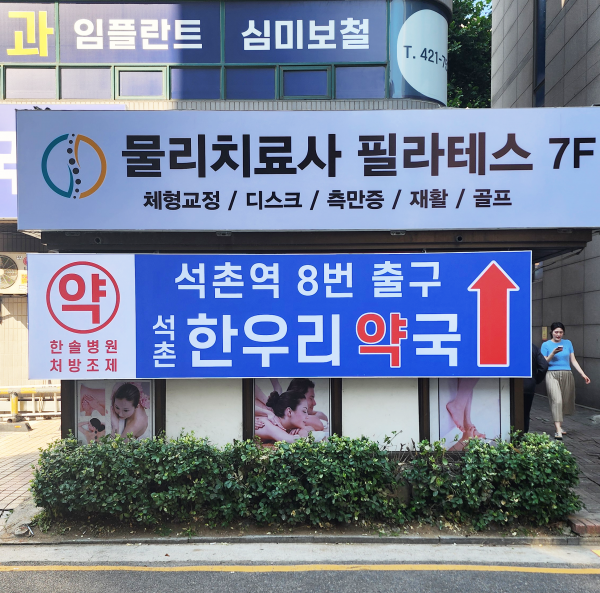 과 임플란트 심미보철
T. 421-7
물리치료사 필라테스 7F
체형교정 / 디스크 / 측만증 / 재활 / 골프
약
한솔병원
처방조제
석촌역 8번 출구
석촌 한우리약국